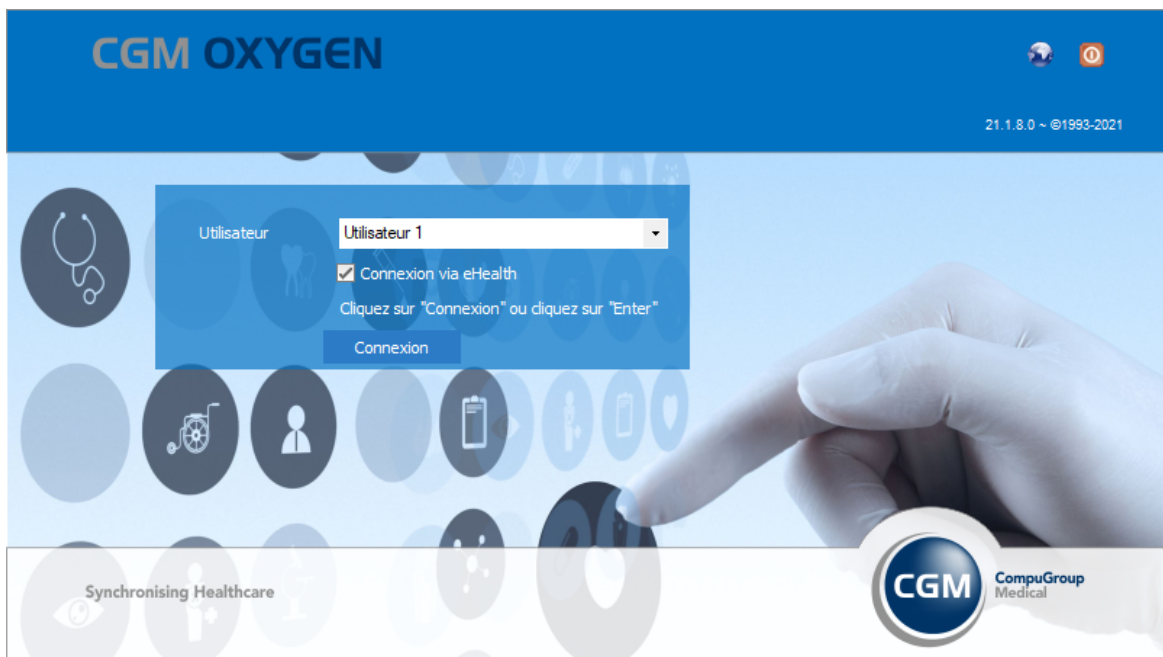 CGM OXYGEN
21.1.8.0 ~ ©1993-2021
Utilisateur
Utilisateur 1
Connexion via eHealth
Cliquez sur "Connexion" ou cliquez sur "Enter"
Connexion
Synchronising Healthcare
CGM
CompuGroup
Medical